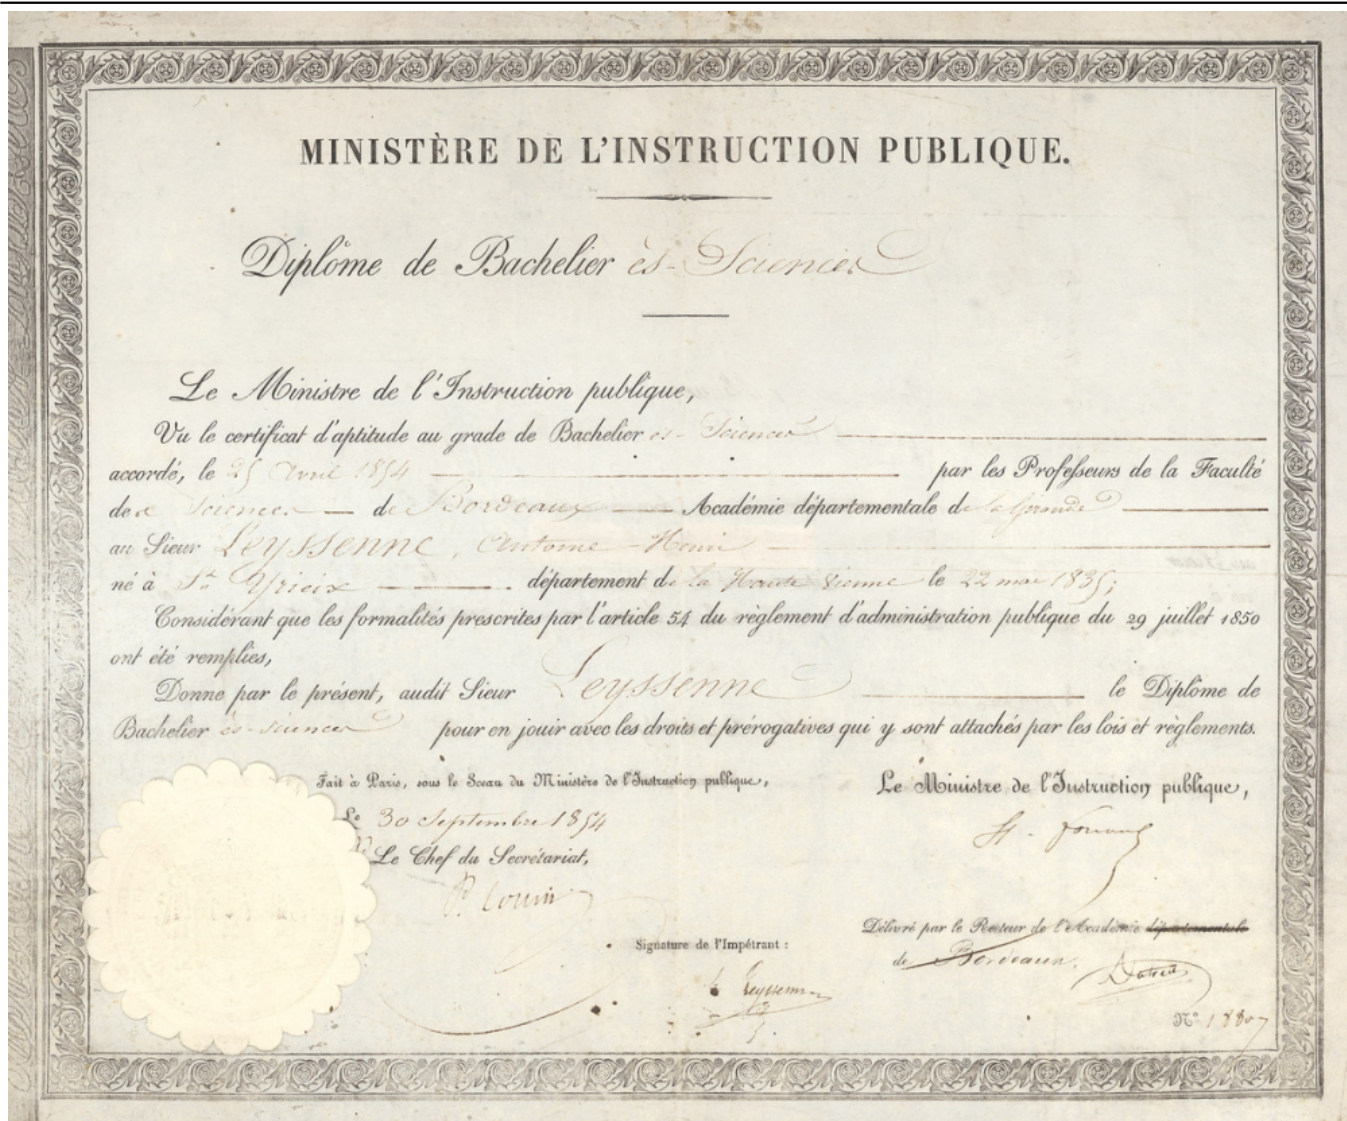 MINISTÈRE DE L'INSTRUCTION PUBLIQUE.
Diplôme de Bachelier ès-Sciences
Le Ministre de l'Instruction publique,
Vu le certificat d'aptitude au grade de Bachelier ès-Sciences
accordé, le 25 Avril 1854 par les Professeurs de la Faculté
des Sciences de Bordeaux Académie départementale de la Gironde
au Sieur Leyssenne, Antoine-Henri
né à St. Yrieix département de la Haute Vienne le 22 mai 1835;
Considérant que les formalités prescrites par l'article 54 du règlement d'administration publique du 29 juillet 1850
ont été remplies,
Donne par le présent, audit Sieur Leyssenne le Diplôme de
Bachelier ès-sciences pour en jouir avec les droits et prérogatives qui y sont attachés par les lois et règlements.
Fait à Paris, sous le Sceau du Ministère de l'Instruction publique,
Le 30 Septembre 1854
Le Chef du Secrétariat,
Le Ministre de l'Instruction publique,
H. Fortoul
Signature de l'Impétrant :
Leyssenne
Délivré par le Recteur de l'Académie départementale
de Bordeaux.
N°